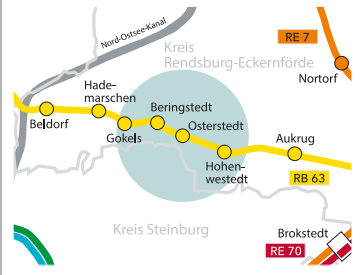 Nord-Ostsee-Kanal
RE 7
Kreis
Rendsburg-Eckernförde
Nortorf
Hade-
marschen
Beringstedt
Beldorf
Gokels
Osterstedt
Aukrug
Hohen-
westedt
RB 63
Kreis Steinburg
Brokstedt
RE 70